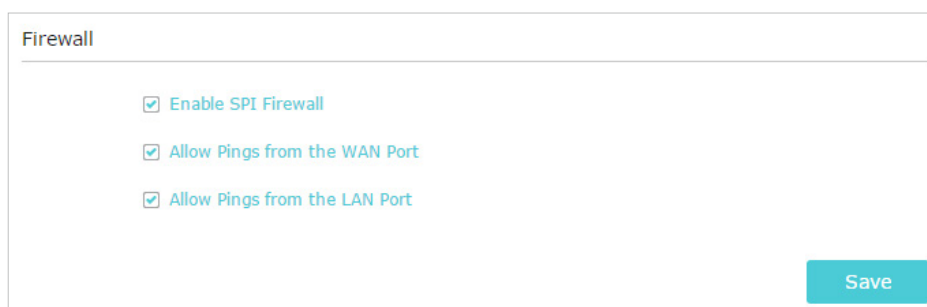 Firewall
Enable SPI Firewall
Allow Pings from the WAN Port
Allow Pings from the LAN Port
Save